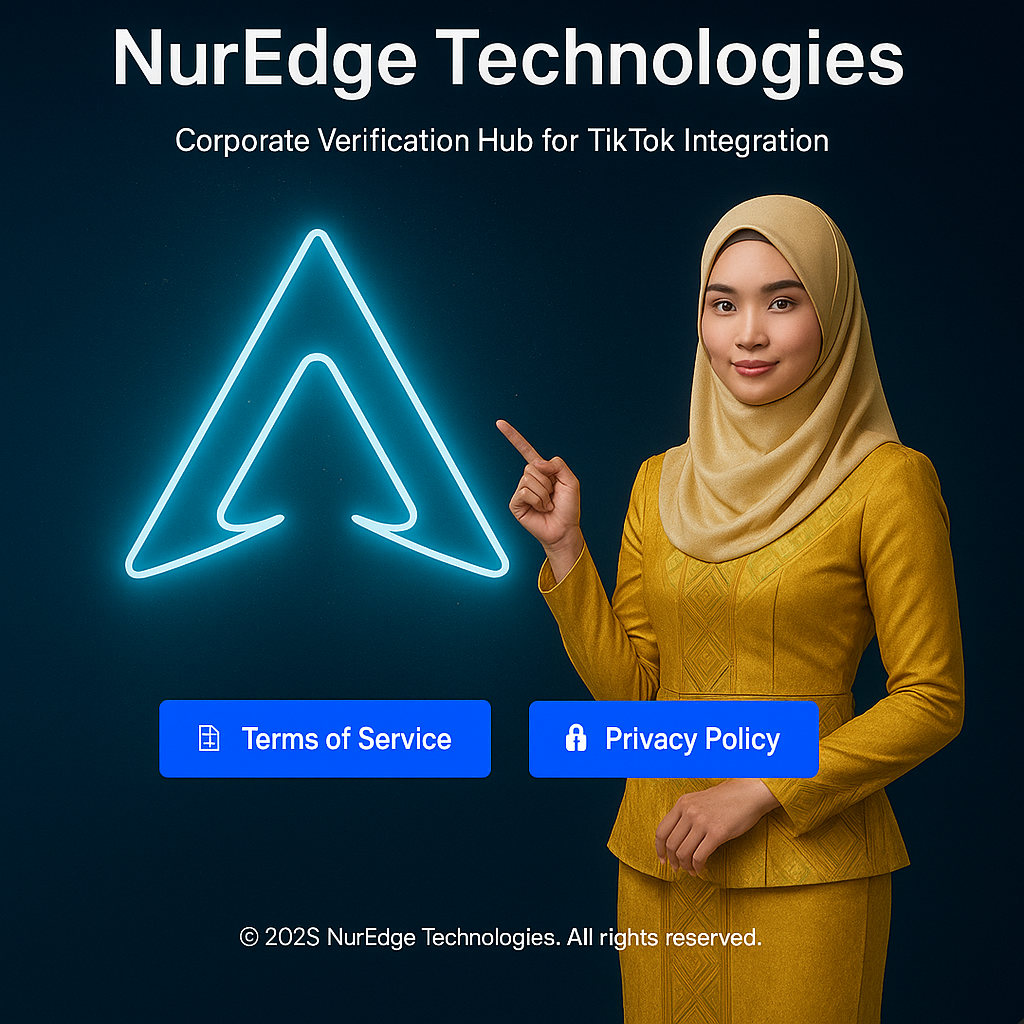 NurEdge Technologies
Corporate Verification Hub for TikTok Integration
Terms of Service
Privacy Policy
© 202S NurEdge Technologies. All rights reserved.